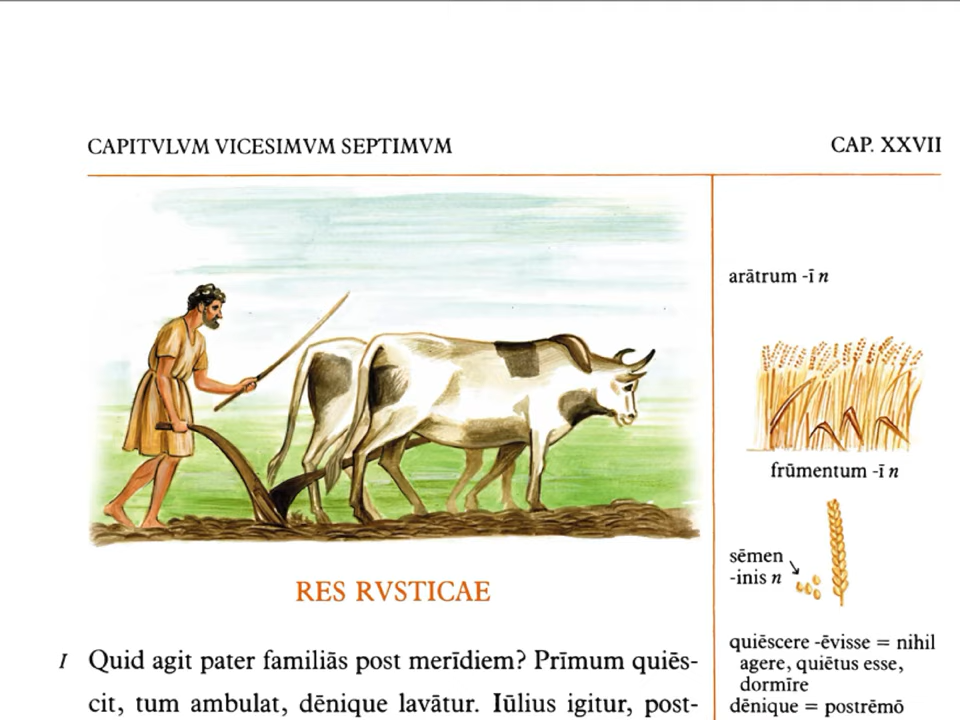 CAPITVLVM VICESIMVM SEPTIMVM
CAP. XXVII
arātrum -ī n
frūmentum -ī n
sēmen
-inis n
RES RVSTICAE
I Quid agit pater familiās post merīdiem? Prīmum quiēs-
cit, tum ambulat, dēnique lavātur. Iūlius igitur, post-
quiēscere -ēvisse = nihil
agere, quiētus esse,
dormīre
dēnique = postrēmō